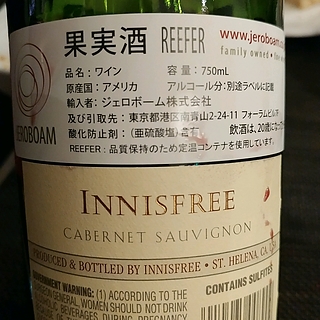 果実酒 REEFER
www.jeroboam.co
family owned
品名：ワイン 容量：750mL
原産国：アメリカ アルコール分：別途ラベルに記載
輸入者：ジェロボーム株式会社
及び引取先：東京都港区南青山2-24-11 フォーラムビル
酸化防止剤：（亜硫酸塩）含有 飲酒は、20歳になって
REEFER：品質保持のため定温コンテナを使用しています。
JEROBOAM
INNISFREE
CABERNET SAUVIGNON
PRODUCED & BOTTLED BY INNISFREE • ST. HELENA, CA,
GOVERNMENT WARNING: (1) ACCORDING TO THE
SURGEON GENERAL, WOMEN SHOULD NOT DRINK
ALCOHOLIC BEVERAGES DURING PREGNANCY
CONTAINS SULFITES